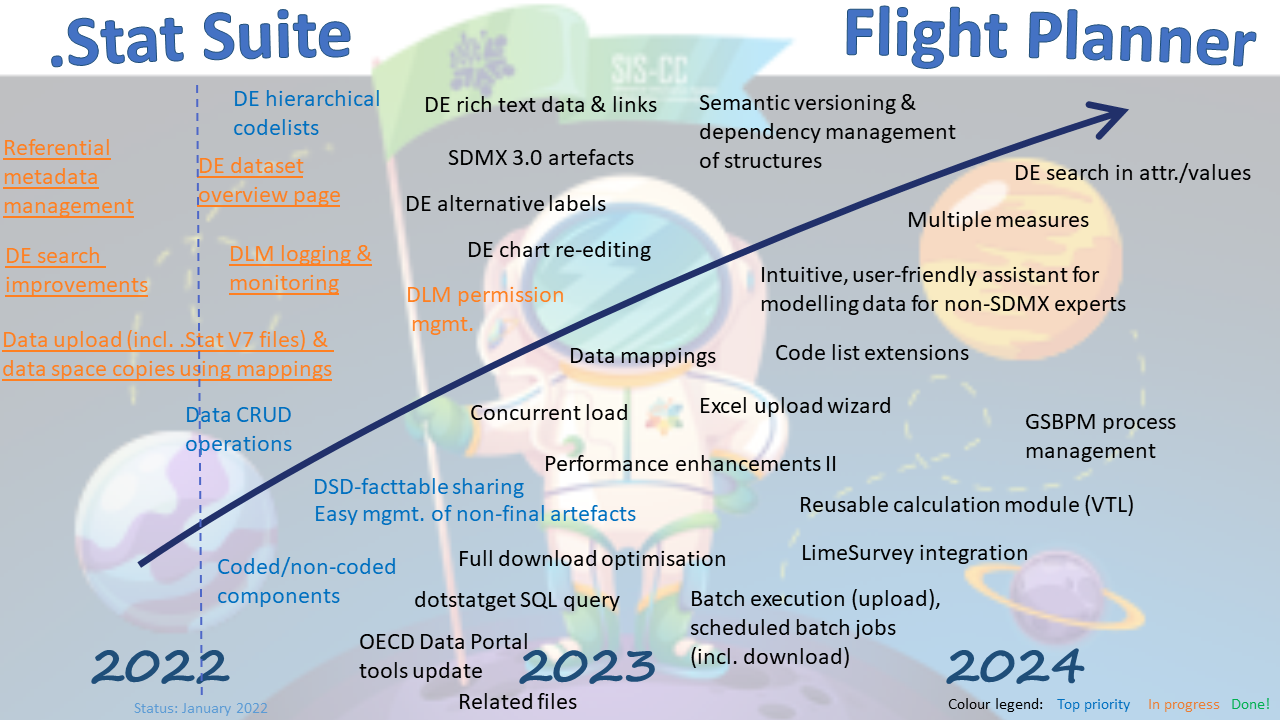 .Stat Suite
Flight Planner
SIS-CC
DE hierarchical
codelists
Referential
metadata
management
DE dataset
overview page
DE search
improvements
DLM logging &
monitoring
Data upload (incl. .Stat V7 files) &
data space copies using mappings
Data CRUD
operations
DE rich text data & links
SDMX 3.0 artefacts
DE alternative labels
DE chart re-editing
DLM permission
mgmt.
Semantic versioning &
dependency management
of structures
DE search in attr./values
Multiple measures
Intuitive, user-friendly assistant for
modelling data for non-SDMX experts
Data mappings
Code list extensions
Concurrent load
Excel upload wizard
GSBPM process
management
Performance enhancements II
DSD-facttable sharing
Easy mgmt. of non-final artefacts
Reusable calculation module (VTL)
Full download optimisation
LimeSurvey integration
Coded/non-coded
components
dotstatget SQL query
Batch execution (upload),
scheduled batch jobs
(incl. download)
OECD Data Portal
tools update
Related files
2022
2023
2024
Status: January 2022
Colour legend: Top priority In progress Done!